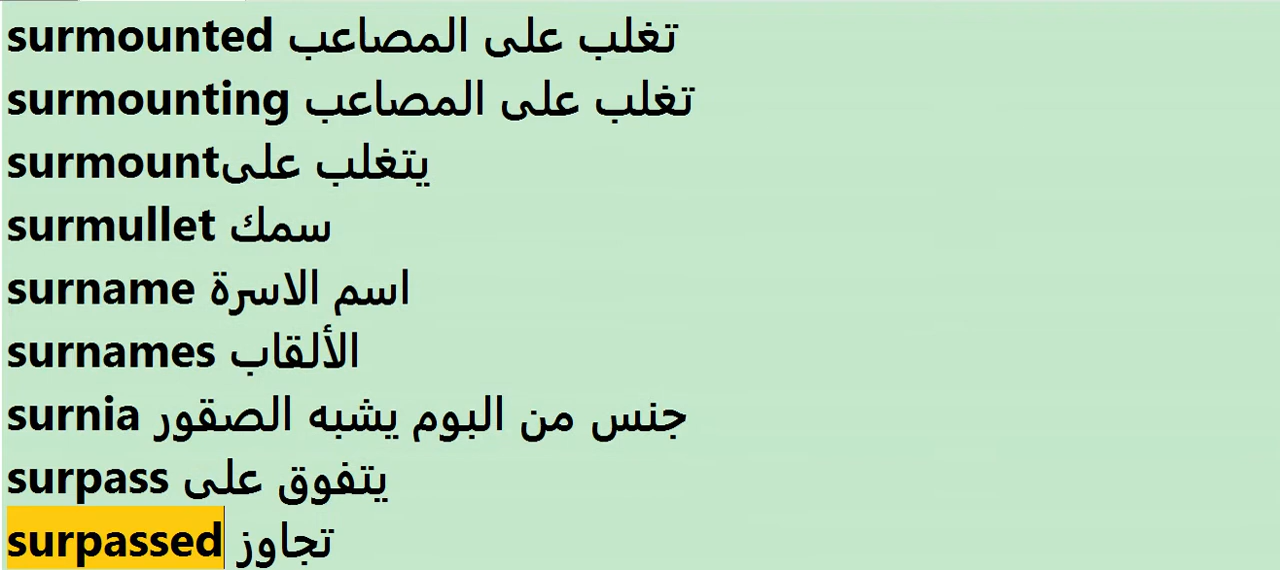 surmounted تغلب على المصاعب
surmounting تغلب على المصاعب
surmountيتغلب على
surmullet سمك
surname اسم الاسرة
surnames الألقاب
surnia جنس من البوم يشبه الصقور
surpass يتفوق على
surpassed تجاوز